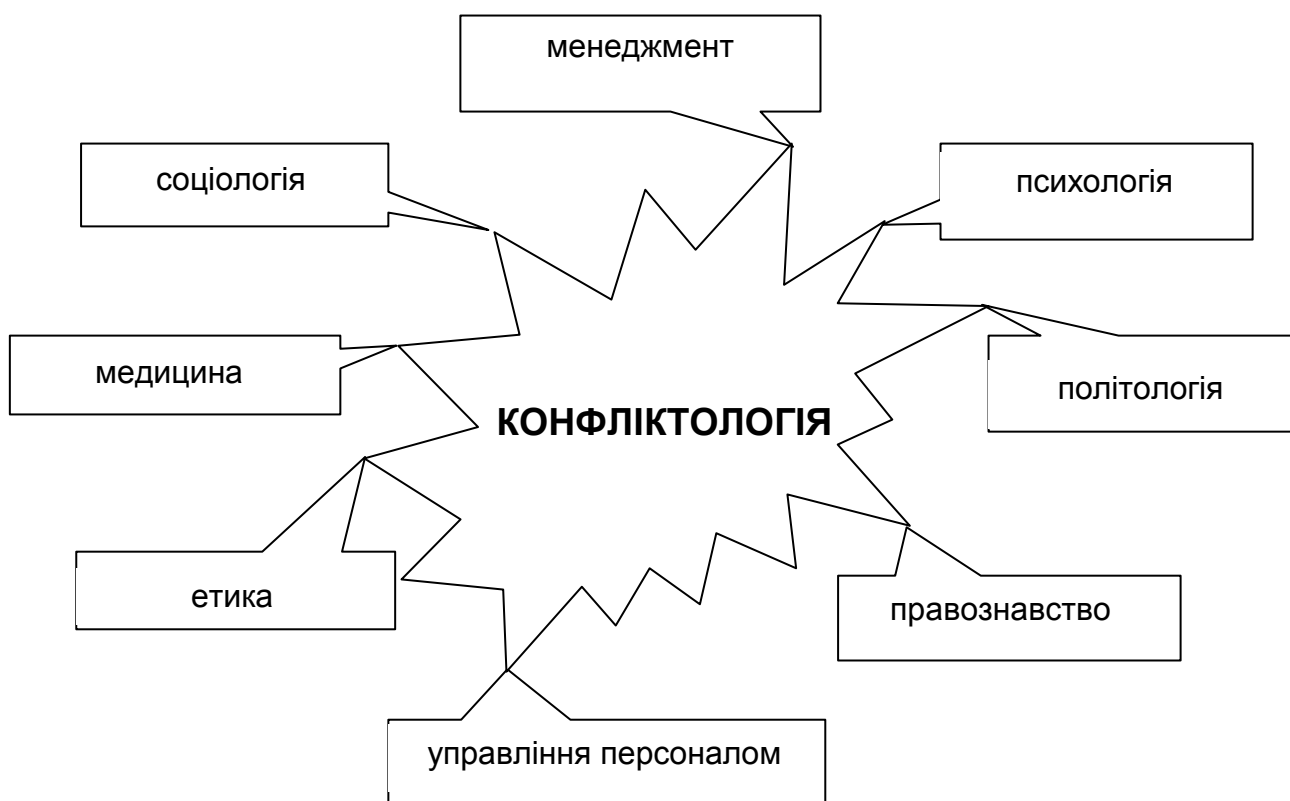 менеджмент
соціологія
психологія
медицина
політологія
КОНФЛІКТОЛОГІЯ
етика
правознавство
управління персоналом